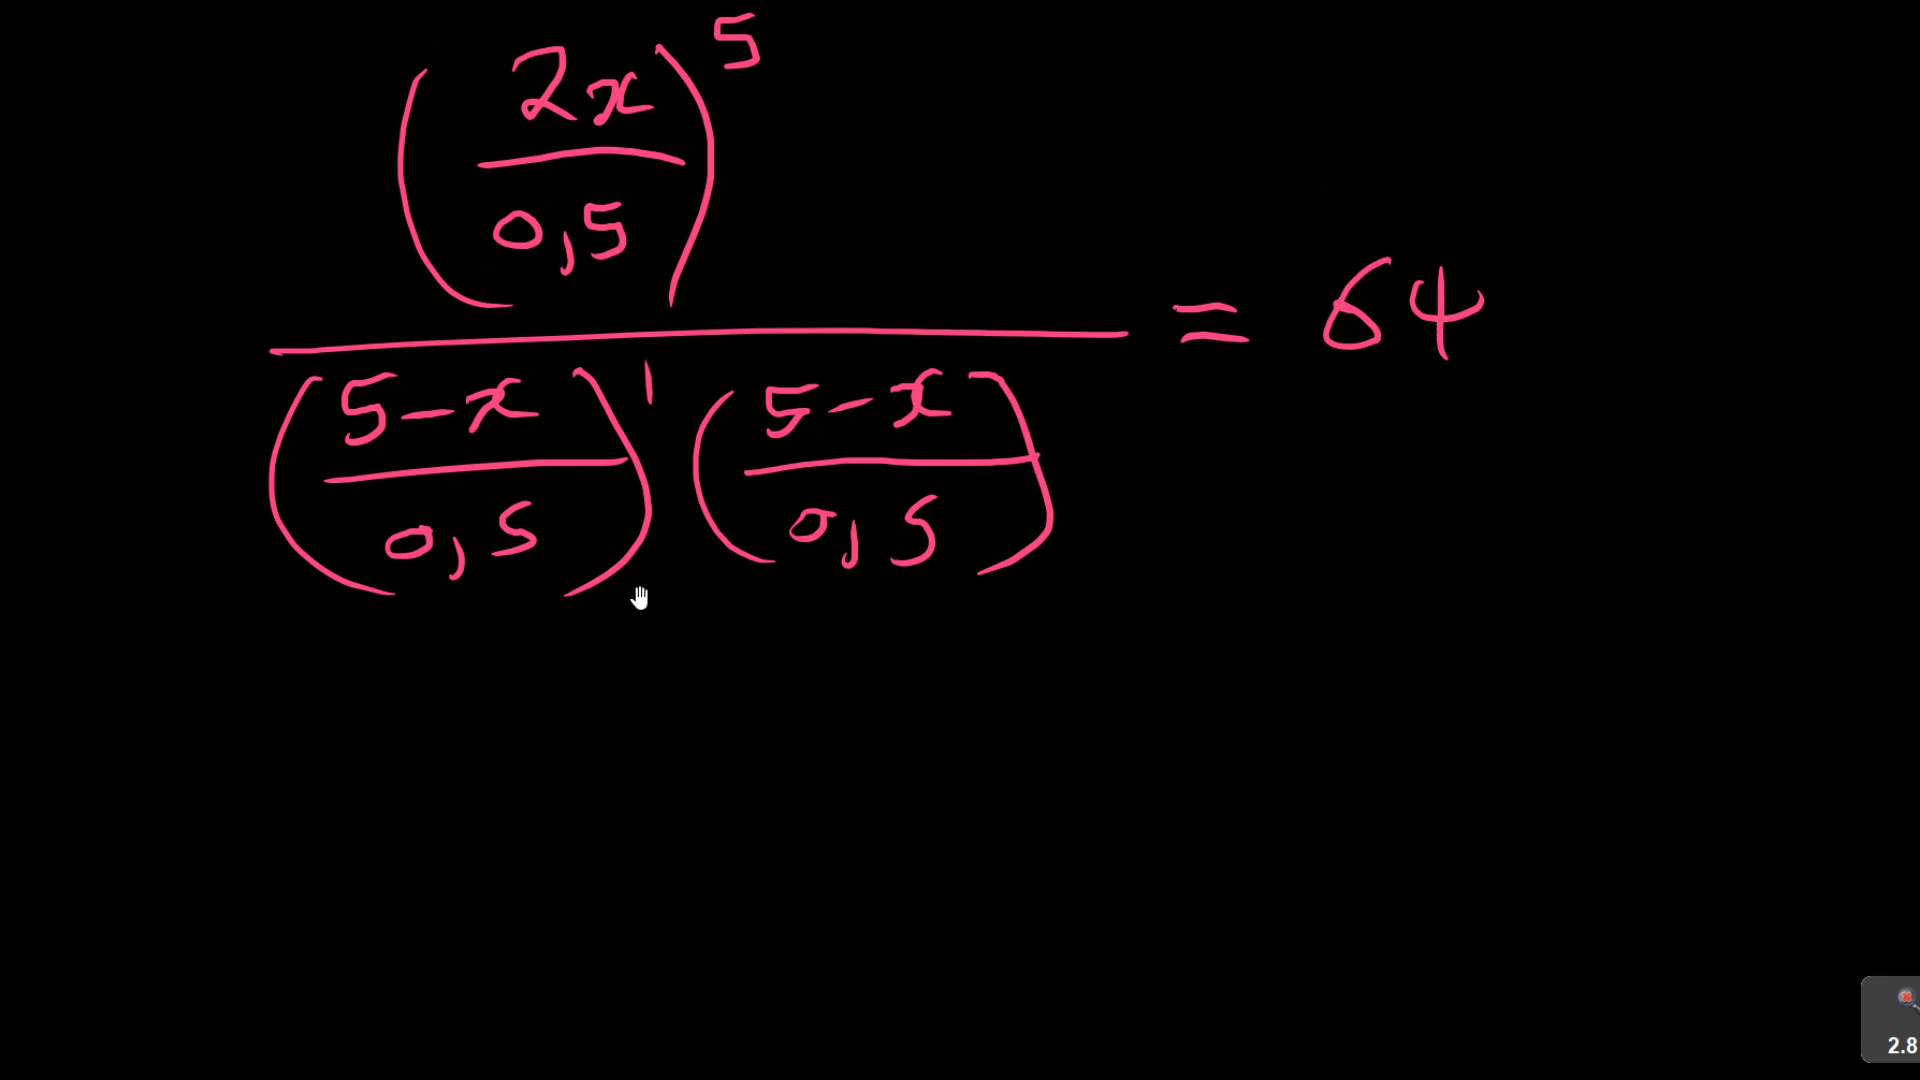 (2x / 0,5)^5
———————————— = 64
(5-x / 0,5)^1 (5-x / 0,5)
2.8